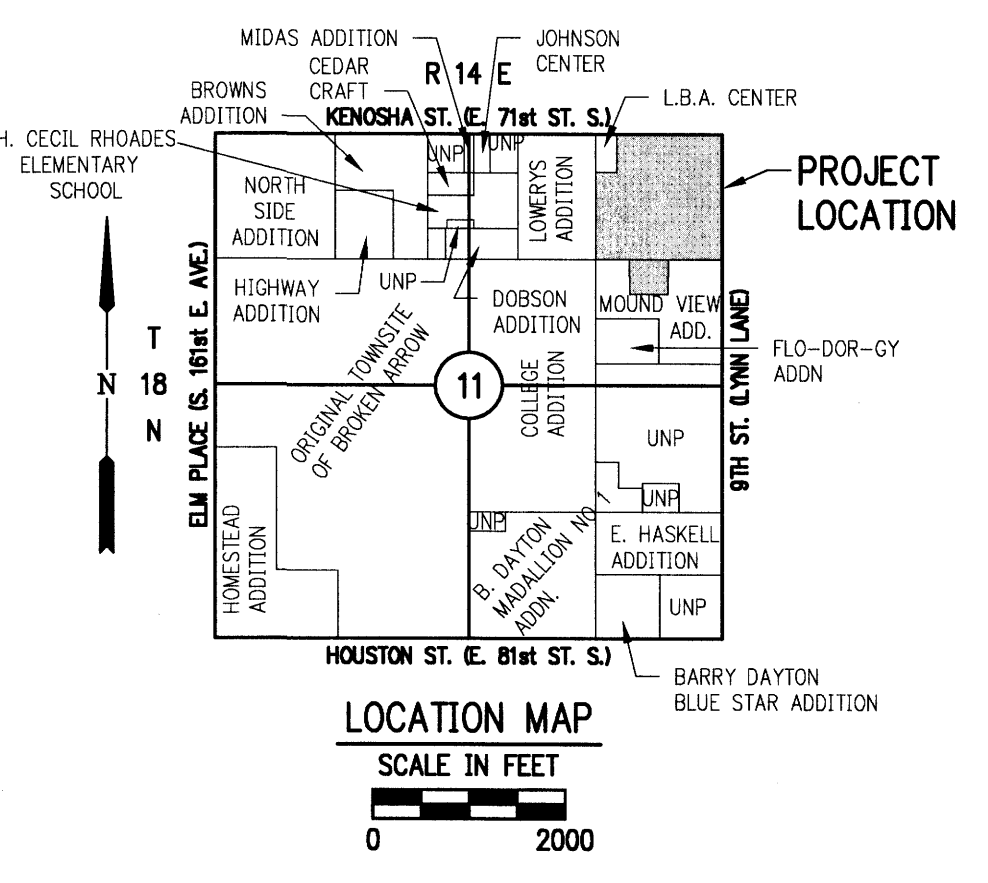 MIDAS ADDITION
JOHNSON
CENTER
CEDAR
CRAFT
R 14 E
BROWNS
ADDITION
KENOSHA ST. (E. 71st ST. S.)
L.B.A. CENTER
H. CECIL RHOADES
ELEMENTARY
SCHOOL
UNP
UNP
NORTH
SIDE
ADDITION
LOWERYS
ADDITION
PROJECT
LOCATION
HIGHWAY
ADDITION
UNP
DOBSON
ADDITION
MOUND VIEW
ADD.
FLO-DOR-GY
ADDN
T
18
N
N
ELM PLACE (S. 161st E. AVE.)
ORIGINAL TOWNSITE
OF BROKEN ARROW
11
COLLEGE
ADDITION
9TH ST. (LYNN LANE)
UNP
UNP
UNP
HOMESTEAD
ADDITION
B. DAYTON
MADALLION NO 1
ADDN.
E. HASKELL
ADDITION
UNP
HOUSTON ST. (E. 81st ST. S.)
BARRY DAYTON
BLUE STAR ADDITION
LOCATION MAP
SCALE IN FEET
0
2000